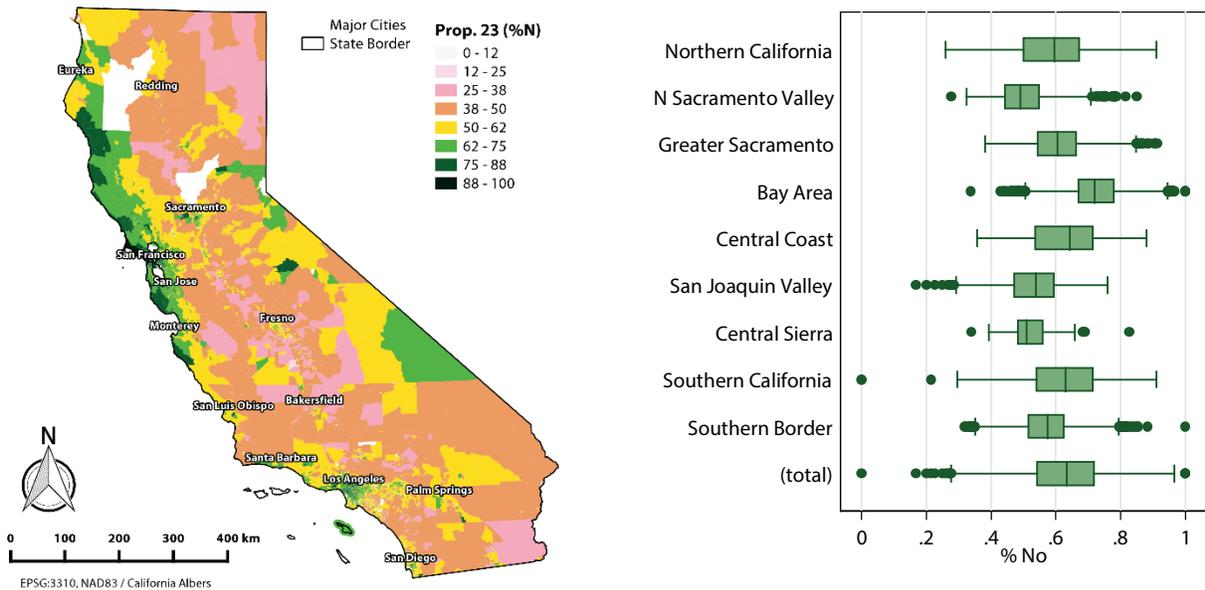 Major Cities
State Border
Prop. 23 (%N)
0 - 12
12 - 25
25 - 38
38 - 50
50 - 62
62 - 75
75 - 88
88 - 100
Eureka
Redding
Sacramento
San Francisco
San Jose
Monterey
Fresno
San Luis Obispo
Bakersfield
Santa Barbara
Los Angeles
Palm Springs
San Diego
N
0 100 200 300 400 km
EPSG:3310, NAD83 / California Albers
Northern California
N Sacramento Valley
Greater Sacramento
Bay Area
Central Coast
San Joaquin Valley
Central Sierra
Southern California
Southern Border
(total)
0 .2 .4 .6 .8 1
% No